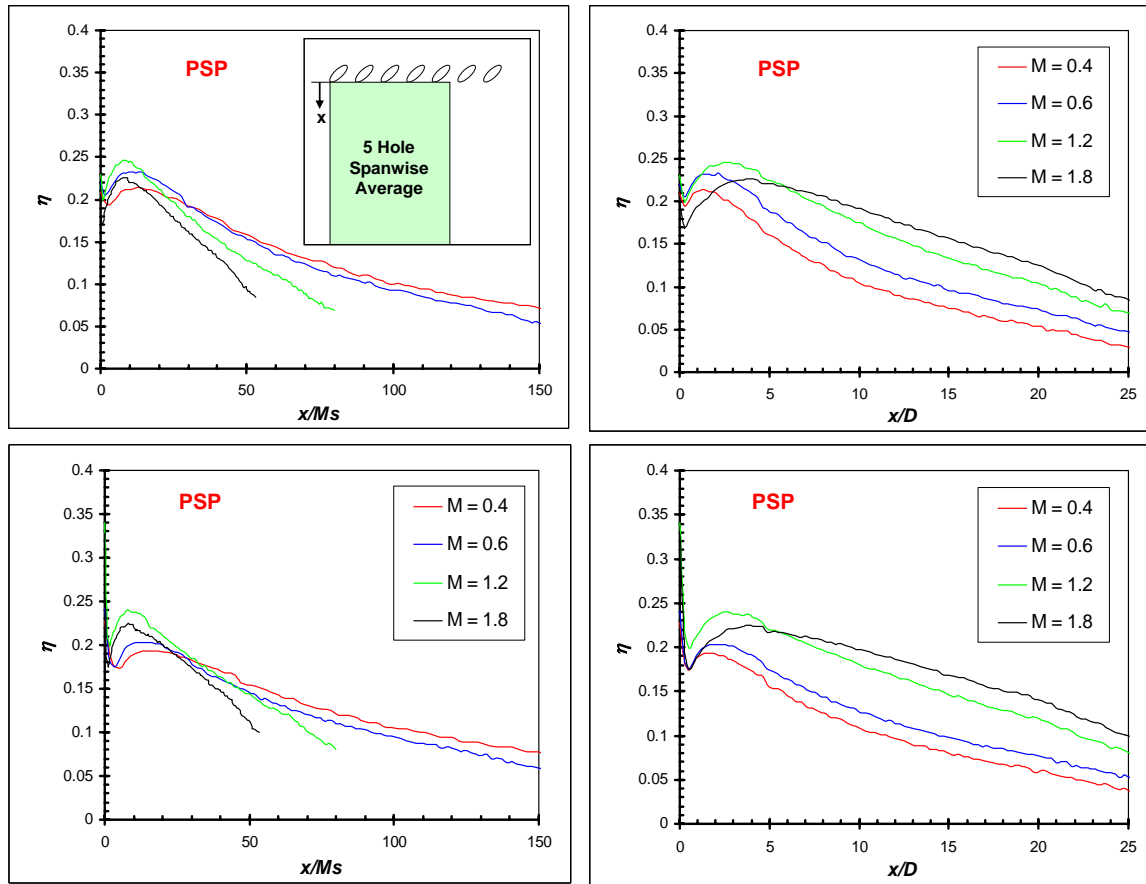 0.4
0.35
0.3
0.25
0.2
0.15
0.1
0.05
0
η
PSP
x
5 Hole
Spanwise
Average
0 50 100 150
x/Ms
0.4
0.35
0.3
0.25
0.2
0.15
0.1
0.05
0
η
PSP
M = 0.4
M = 0.6
M = 1.2
M = 1.8
0 5 10 15 20 25
x/D
0.4
0.35
0.3
0.25
0.2
0.15
0.1
0.05
0
η
PSP
M = 0.4
M = 0.6
M = 1.2
M = 1.8
0 50 100 150
x/Ms
0.4
0.35
0.3
0.25
0.2
0.15
0.1
0.05
0
η
PSP
M = 0.4
M = 0.6
M = 1.2
M = 1.8
0 5 10 15 20 25
x/D